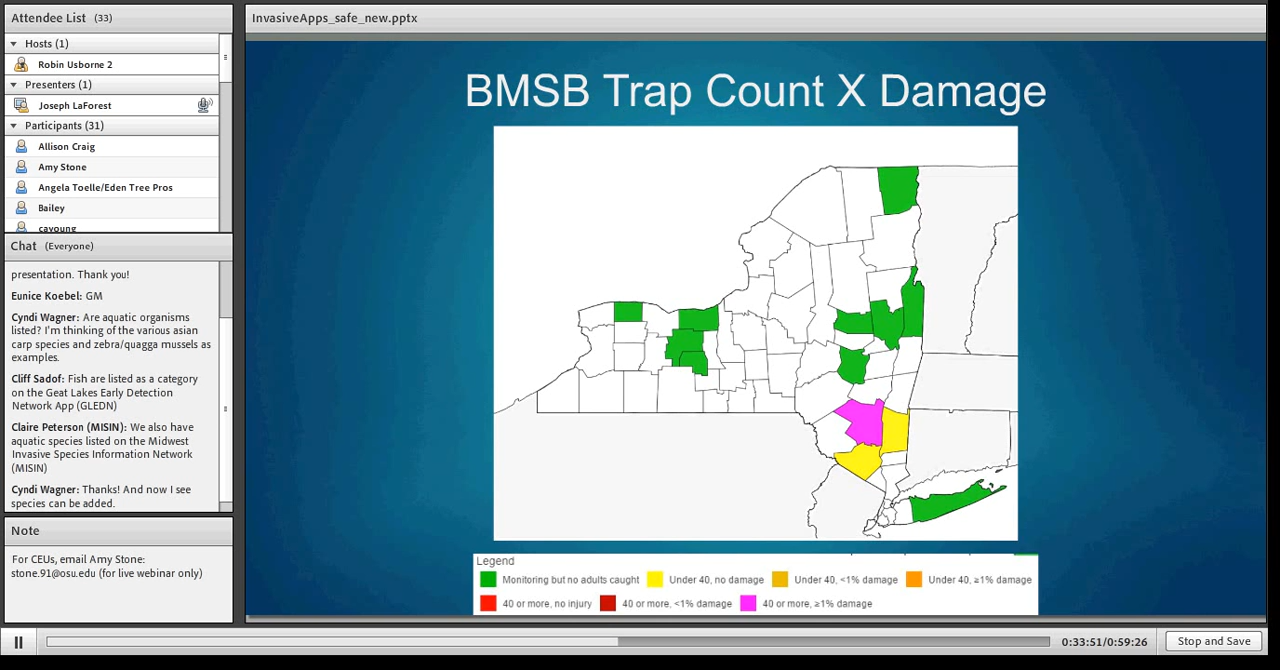 Attendee List (33)
Hosts (1)
Robin Usborne 2
Presenters (1)
Joseph LaForest
Participants (31)
Allison Craig
Amy Stone
Angela Toelle/Eden Tree Pros
Bailey
cayoung
Chat (Everyone)
presentation. Thank you!
Eunice Koebel: GM
Cyndi Wagner: Are aquatic organisms
listed? I'm thinking of the various asian
carp species and zebra/quagga mussels as
examples.
Cliff Sadof: Fish are listed as a category
on the Geat Lakes Early Detection
Network App (GLEDN)
Claire Peterson (MISIN): We also have
aquatic species listed on the Midwest
Invasive Species Information Network
(MISIN)
Cyndi Wagner: Thanks! And now I see
species can be added.
Note
For CEUs, email Amy Stone:
stone.91@osu.edu (for live webinar only)
InvasiveApps_safe_new.pptx
BMSB Trap Count X Damage
Legend
Monitoring but no adults caught Under 40, no damage Under 40, <1% damage Under 40, ≥1% damage
40 or more, no injury 40 or more, <1% damage 40 or more, ≥1% damage
0:33:51/0:59:26 Stop and Save